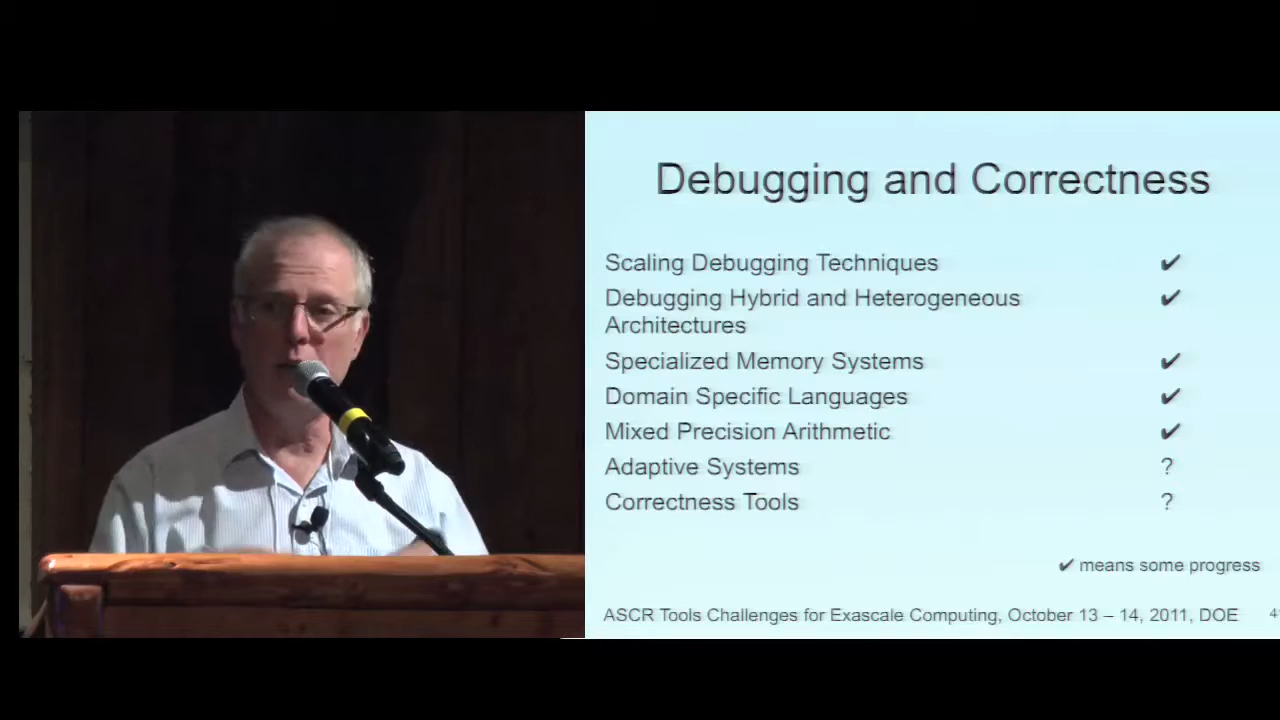 Debugging and Correctness
Scaling Debugging Techniques ✔
Debugging Hybrid and Heterogeneous ✔
Architectures
Specialized Memory Systems ✔
Domain Specific Languages ✔
Mixed Precision Arithmetic ✔
Adaptive Systems ?
Correctness Tools ?
✔ means some progress
ASCR Tools Challenges for Exascale Computing, October 13 – 14, 2011, DOE